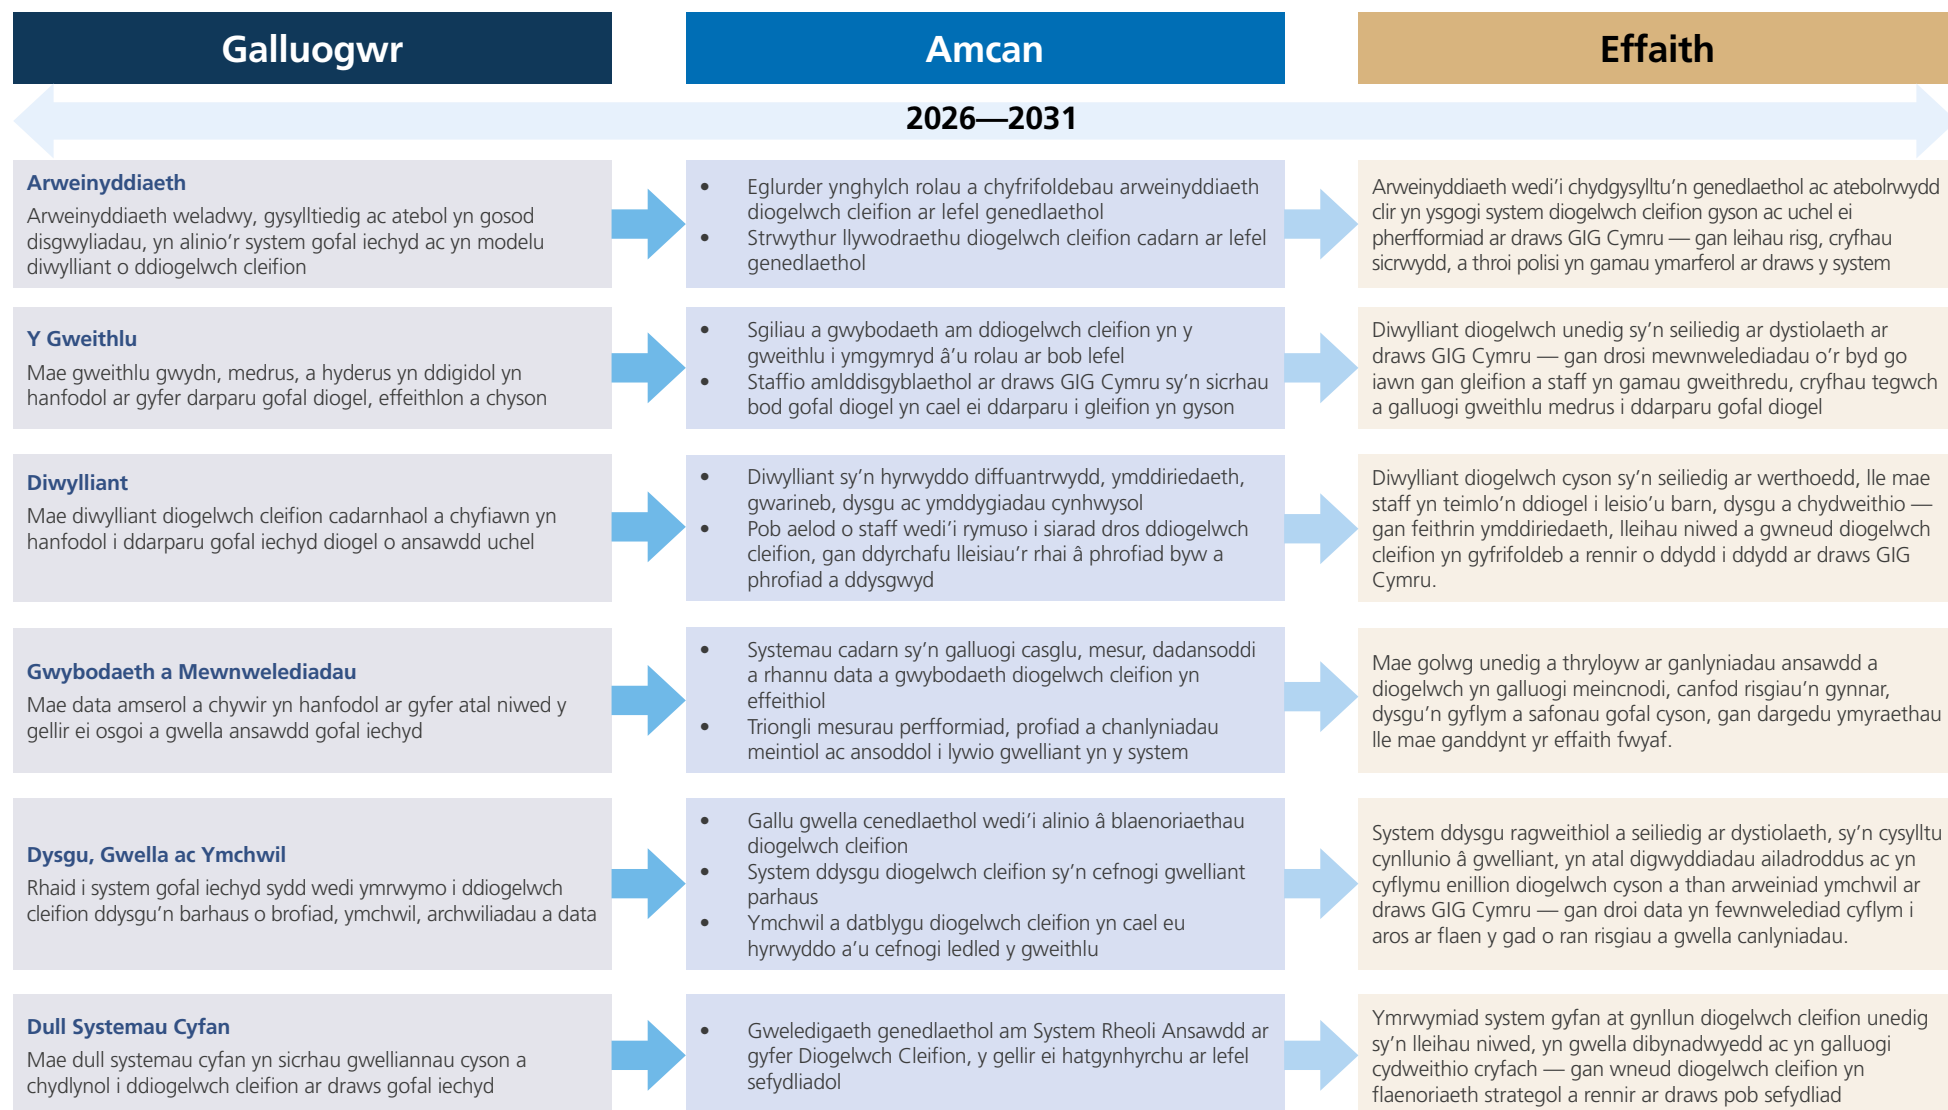 Galluogwr
Amcan
Effaith
2026—2031
Arweinyddiaeth
Arweinyddiaeth weladwy, gysylltiedig ac atebol yn gosod
disgwyliadau, yn alinio’r system gofal iechyd ac yn modelu
diwylliant o ddiogelwch cleifion
• Eglurder ynghylch rolau a chyfrifoldebau arweinyddiaeth
diogelwch cleifion ar lefel genedlaethol
• Strwythur llywodraethu diogelwch cleifion cadarn ar lefel
genedlaethol
Arweinyddiaeth wedi’i chydgysylltu’n genedlaethol ac atebolrwydd
clir yn ysgogi system diogelwch cleifion gyson ac uchel ei
pherfformiad ar draws GIG Cymru — gan leihau risg, cryfhau
sicrwydd, a throi polisi yn gamau ymarferol ar draws y system
Y Gweithlu
Mae gweithlu gwydn, medrus, a hyderus yn ddigidol yn
hanfodol ar gyfer darparu gofal diogel, effeithlon a chyson
• Sgiliau a gwybodaeth am ddiogelwch cleifion yn y
gweithlu i ymgymryd â’u rolau ar bob lefel
• Staffio amlddisgyblaethol ar draws GIG Cymru sy’n sicrhau
bod gofal diogel yn cael ei ddarparu i gleifion yn gyson
Diwylliant diogelwch unedig sy’n seiliedig ar dystiolaeth ar
draws GIG Cymru — gan drosi mewnwelediadau o’r byd go
iawn gan gleifion a staff yn gamau gweithredu, cryfhau tegwch
a galluogi gweithlu medrus i ddarparu gofal diogel
Diwylliant
Mae diwylliant diogelwch cleifion cadarnhaol a chyfiawn yn
hanfodol i ddarparu gofal iechyd diogel o ansawdd uchel
• Diwylliant sy’n hyrwyddo diffuantrwydd, ymddiriedaeth,
gwarineb, dysgu ac ymddygiadau cynhwysol
• Pob aelod o staff wedi’i rymuso i siarad dros ddiogelwch
cleifion, gan ddyrchafu lleisiau’r rhai â phrofiad byw a
phrofiad a ddysgwyd
Diwylliant diogelwch cyson sy’n seiliedig ar werthoedd, lle mae
staff yn teimlo’n ddiogel i leisio’u barn, dysgu a chydweithio —
gan feithrin ymddiriedaeth, lleihau niwed a gwneud diogelwch
cleifion yn gyfrifoldeb a rennir o ddydd i ddydd ar draws GIG
Cymru.
Gwybodaeth a Mewnwelediadau
Mae data amserol a chywir yn hanfodol ar gyfer atal niwed y
gellir ei osgoi a gwella ansawdd gofal iechyd
• Systemau cadarn sy’n galluogi casglu, mesur, dadansoddi
a rhannu data a gwybodaeth diogelwch cleifion yn
effeithiol
• Triongli mesurau perfformiad, profiad a chanlyniadau
meintiol ac ansoddol i lywio gwelliant yn y system
Mae golwg unedig a thryloyw ar ganlyniadau ansawdd a
diogelwch yn galluogi meincnodi, canfod risgiau’n gynnar,
dysgu’n gyflym a safonau gofal cyson, gan dargedu ymyraethau
lle mae ganddynt yr effaith fwyaf.
Dysgu, Gwella ac Ymchwil
Rhaid i system gofal iechyd sydd wedi ymrwymo i ddiogelwch
cleifion ddysgu’n barhaus o brofiad, ymchwil, archwiliadau a data
• Gallu gwella cenedlaethol wedi’i alinio â blaenoriaethau
diogelwch cleifion
• System ddysgu diogelwch cleifion sy’n cefnogi gwelliant
parhaus
• Ymchwil a datblygu diogelwch cleifion yn cael eu
hyrwyddo a’u cefnogi ledled y gweithlu
System ddysgu ragweithiol a seiliedig ar dystiolaeth, sy’n cysylltu
cynllunio â gwelliant, yn atal digwyddiadau ailadroddus ac yn
cyflymu enillion diogelwch cyson a than arweiniad ymchwil ar
draws GIG Cymru — gan droi data yn fewnwelediad cyflym i
aros ar flaen y gad o ran risgiau a gwella canlyniadau.
Dull Systemau Cyfan
Mae dull systemau cyfan yn sicrhau gwelliannau cyson a
chydlynol i ddiogelwch cleifion ar draws gofal iechyd
• Gweledigaeth genedlaethol am System Rheoli Ansawdd ar
gyfer Diogelwch Cleifion, y gellir ei hatgynhyrchu ar lefel
sefydliadol
Ymrwymiad system gyfan at gynllun diogelwch cleifion unedig
sy’n lleihau niwed, yn gwella dibynadwyedd ac yn galluogi
cydweithio cryfach — gan wneud diogelwch cleifion yn
flaenoriaeth strategol a rennir ar draws pob sefydliad